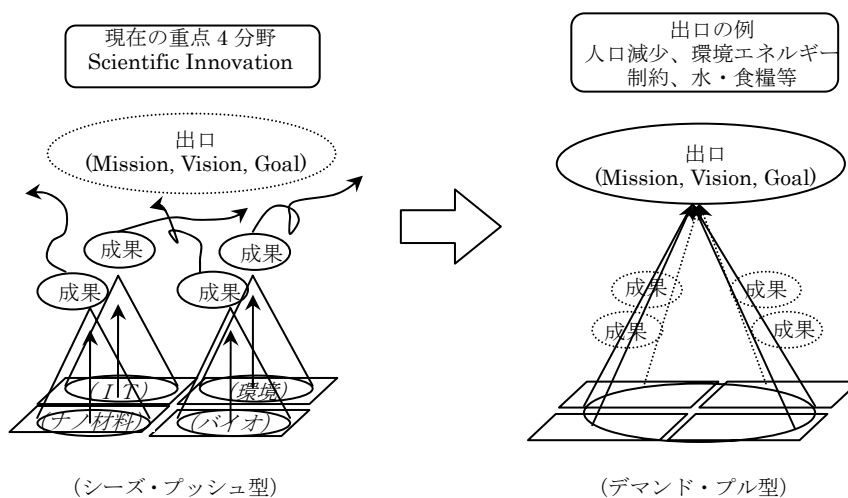 現在の重点 4 分野
Scientific Innovation
出口の例
人口減少、環境エネルギー
制約、水・食糧等
出口
(Mission, Vision, Goal)
出口
(Mission, Vision, Goal)
成果
成果
成果
成果
成果
成果
成果
成果
(ＩＴ)
(環境)
(ナノ材料)
(バイオ)
(シーズ・プッシュ型)
(デマンド・プル型)